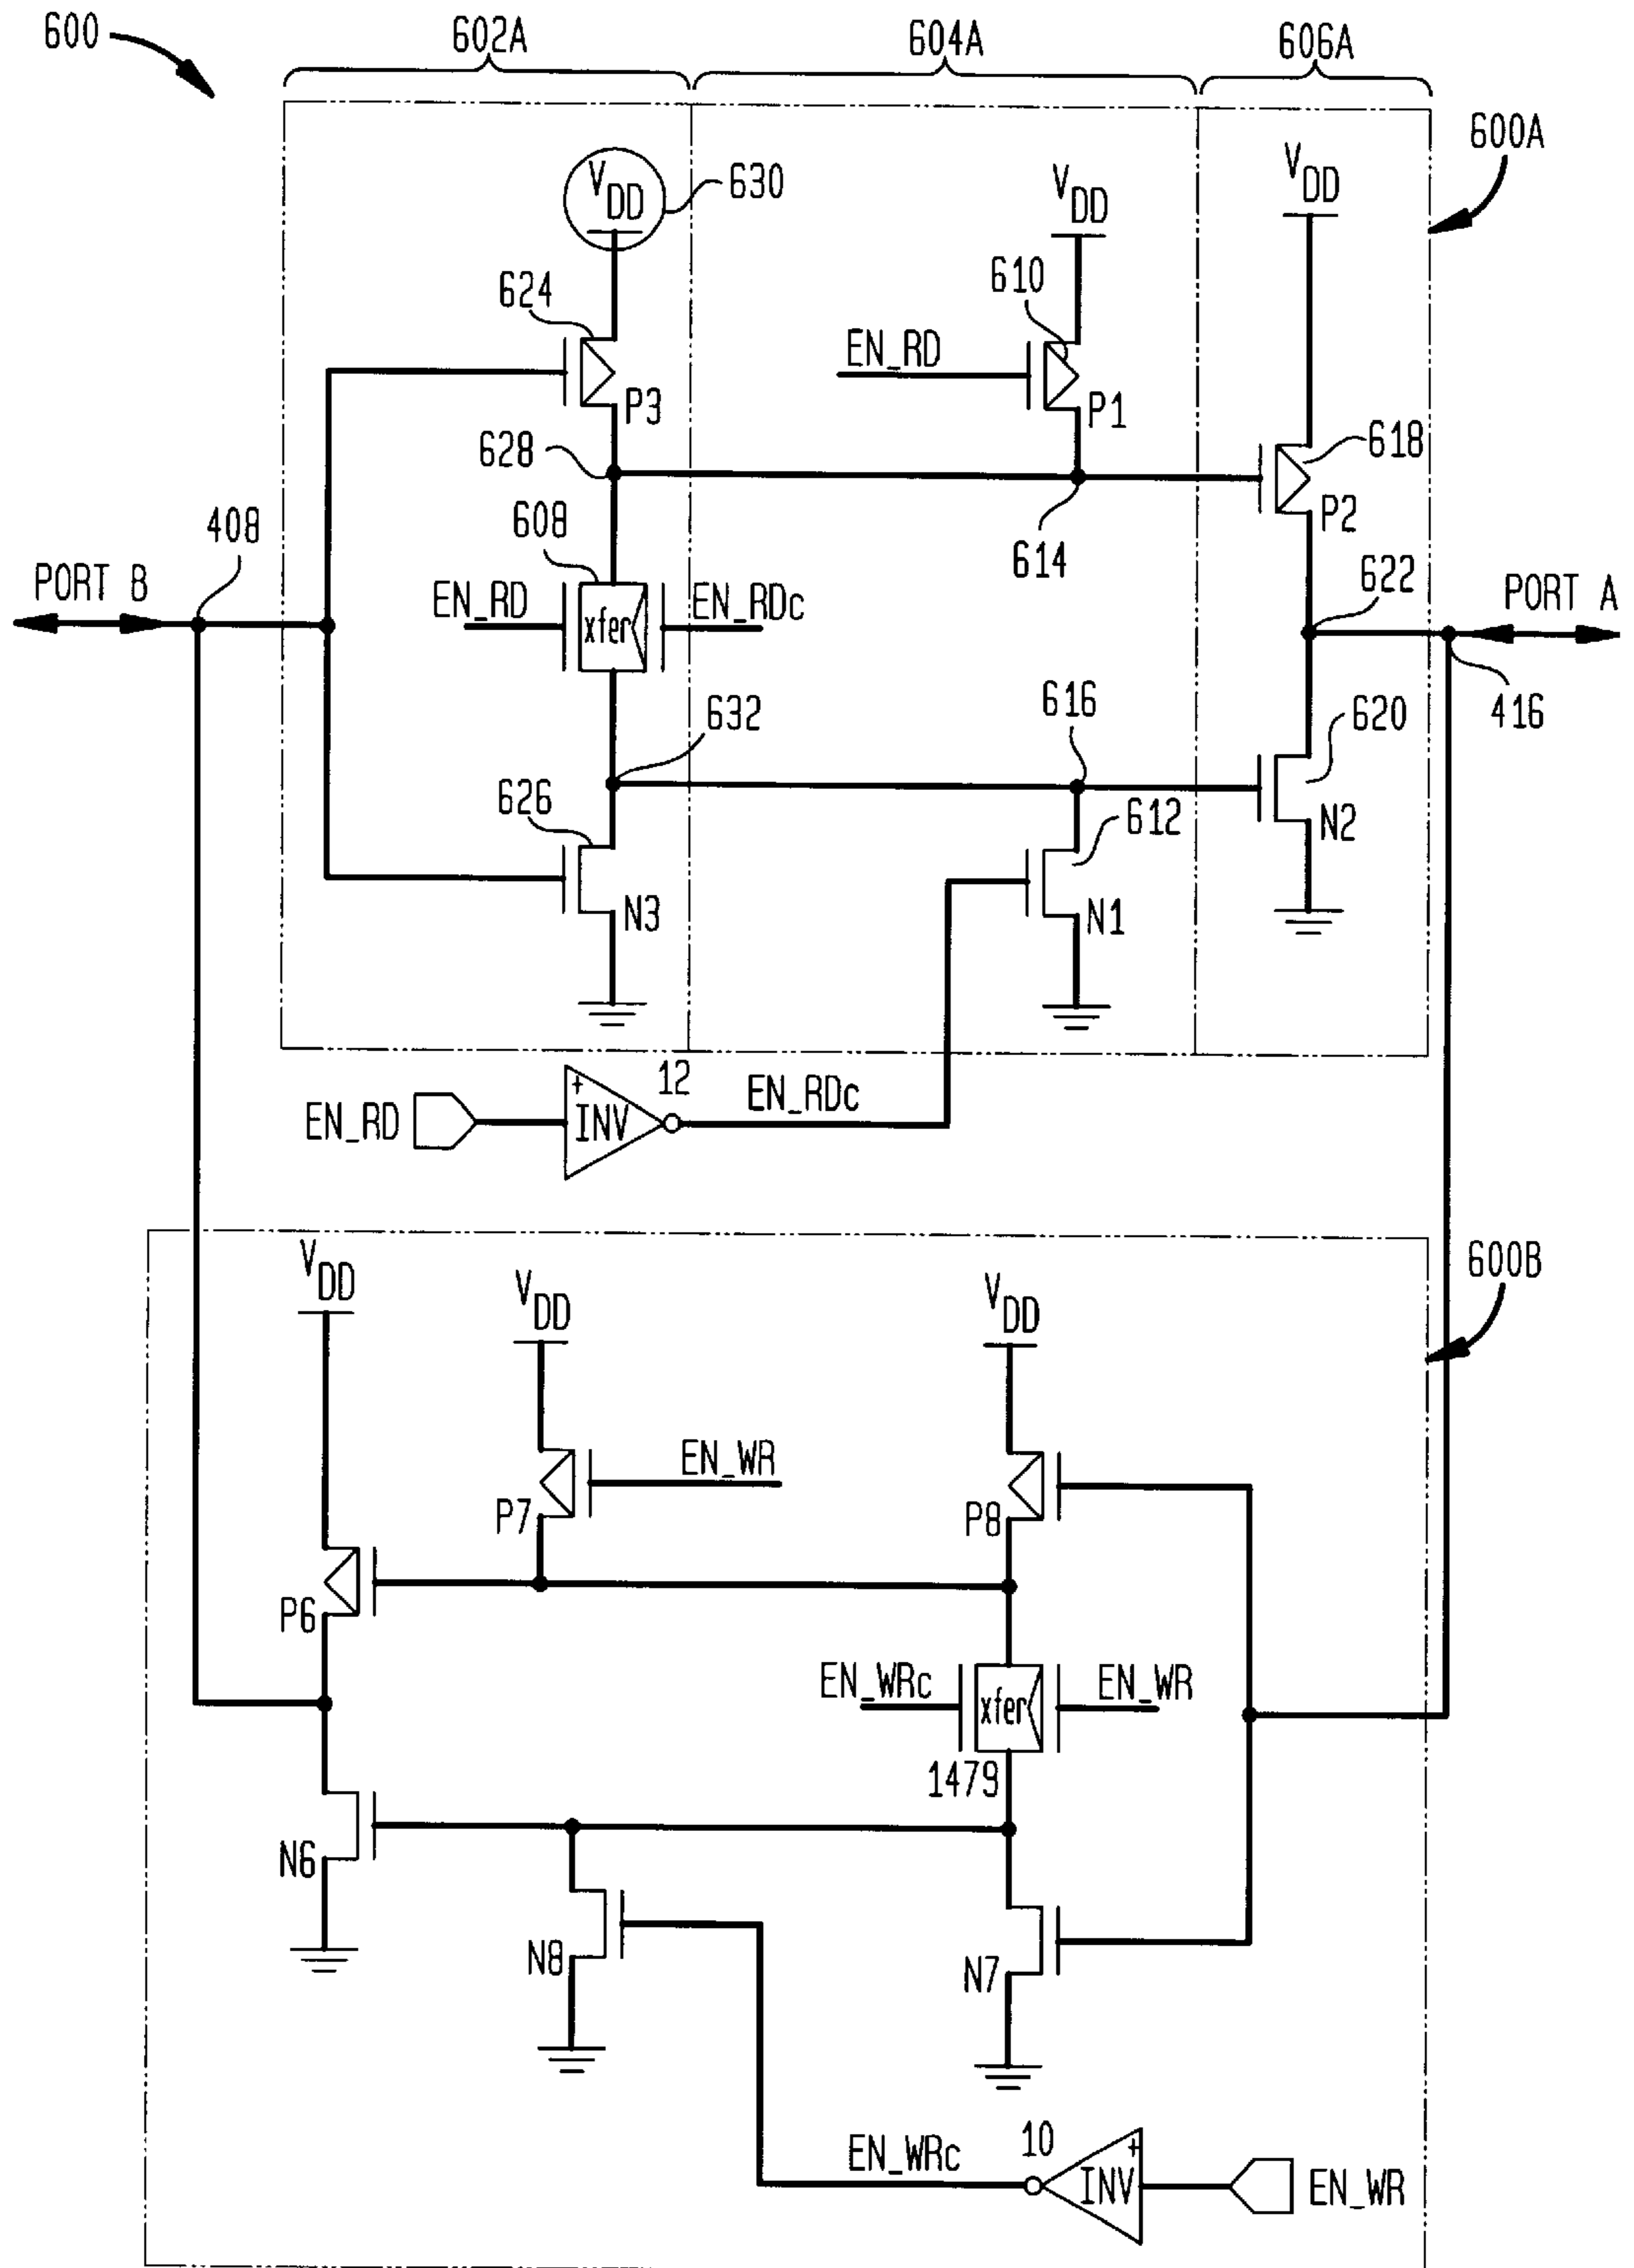 600
602A
604A
606A
600A
VDD
630
VDD
VDD
624
610
EN_RD
P3
P1
618
628
P2
408
608
614
622
PORT B
EN_RD
xfer
EN_RDc
PORT A
632
616
620
416
626
612
N2
N3
N1
12
EN_RD
+
INV
EN_RDc
600B
VDD
VDD
VDD
EN_WR
P7
P8
P6
EN_WRc
xfer
EN_WR
1479
N6
N8
N7
10
EN_WRc
+
INV
EN_WR